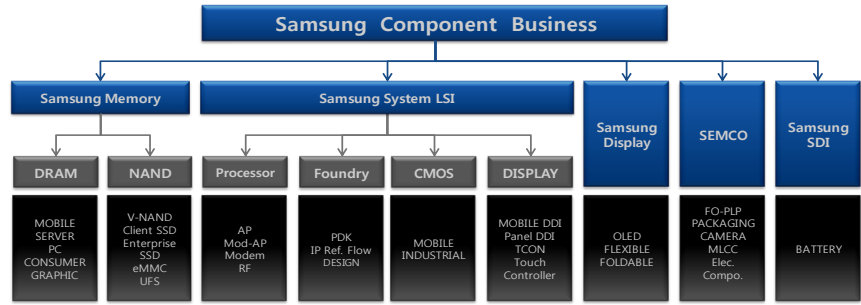 Samsung Component Business
Samsung Memory
Samsung System LSI
Samsung
Display
SEMCO
Samsung
SDI
DRAM
NAND
Processor
Foundry
CMOS
DISPLAY
MOBILE
SERVER
PC
CONSUMER
GRAPHIC
V-NAND
Client SSD
Enterprise
SSD
eMMC
UFS
AP
Mod-AP
Modem
RF
PDK
IP Ref. Flow
DESIGN
MOBILE
INDUSTRIAL
MOBILE DDI
Panel DDI
TCON
Touch
Controller
OLED
FLEXIBLE
FOLDABLE
FO-PLP
PACKAGING
CAMERA
MLCC
Elec.
Compo.
BATTERY